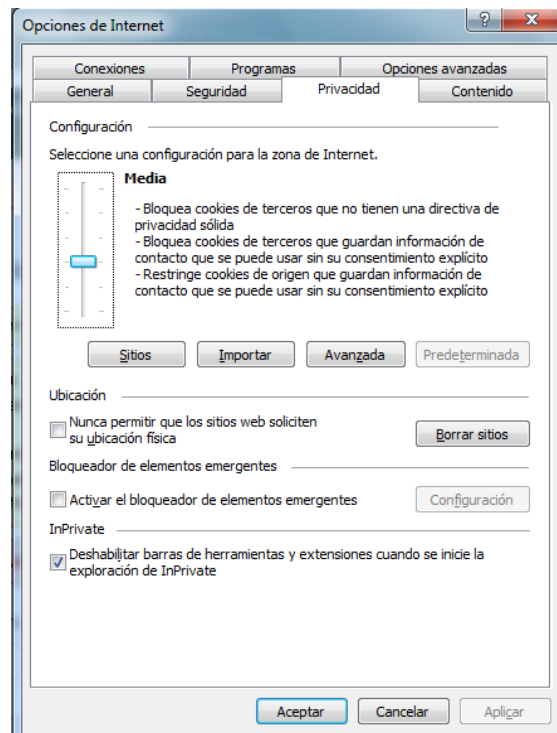 Opciones de Internet
Conexiones Programas Opciones avanzadas
General Seguridad Privacidad Contenido
Configuración
Seleccione una configuración para la zona de Internet.
Media
- Bloquea cookies de terceros que no tienen una directiva de
privacidad sólida
- Bloquea cookies de terceros que guardan información de
contacto que se puede usar sin su consentimiento explícito
- Restringe cookies de origen que guardan información de
contacto que se puede usar sin su consentimiento explícito
Sitios Importar Avanzada Predeterminada
Ubicación
Nunca permitir que los sitios web soliciten
su ubicación física
Borrar sitios
Bloqueador de elementos emergentes
Activar el bloqueador de elementos emergentes Configuración
InPrivate
Deshabilitar barras de herramientas y extensiones cuando se inicie la
exploración de InPrivate
Aceptar Cancelar Aplicar